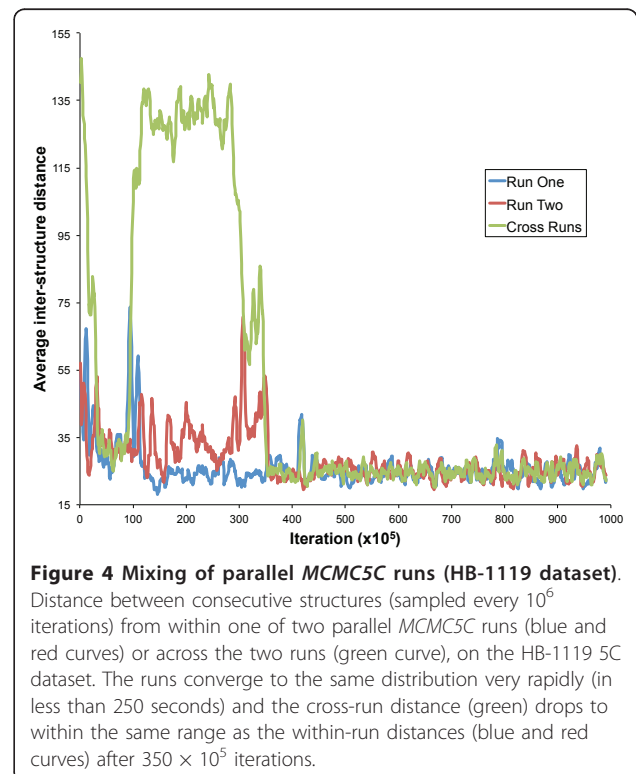 155
135
115
95
75
55
35
15
Average inter-structure distance
Run One
Run Two
Cross Runs
0 100 200 300 400 500 600 700 800 900 1000
Iteration (x10⁵)
Figure 4 Mixing of parallel MCMC5C runs (HB-1119 dataset).
Distance between consecutive structures (sampled every 10⁶
iterations) from within one of two parallel MCMC5C runs (blue and
red curves) or across the two runs (green curve), on the HB-1119 5C
dataset. The runs converge to the same distribution very rapidly (in
less than 250 seconds) and the cross-run distance (green) drops to
within the same range as the within-run distances (blue and red
curves) after 350 × 10⁵ iterations.